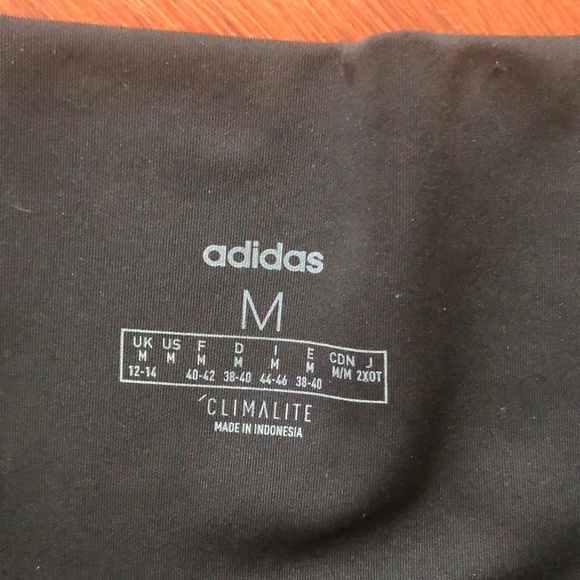 adidas
M
UK US F D I E CDN J
M M M M M M M/M 2XOT
12-14 40-42 38-40 44-46 38-40
CLIMALITE
MADE IN INDONESIA